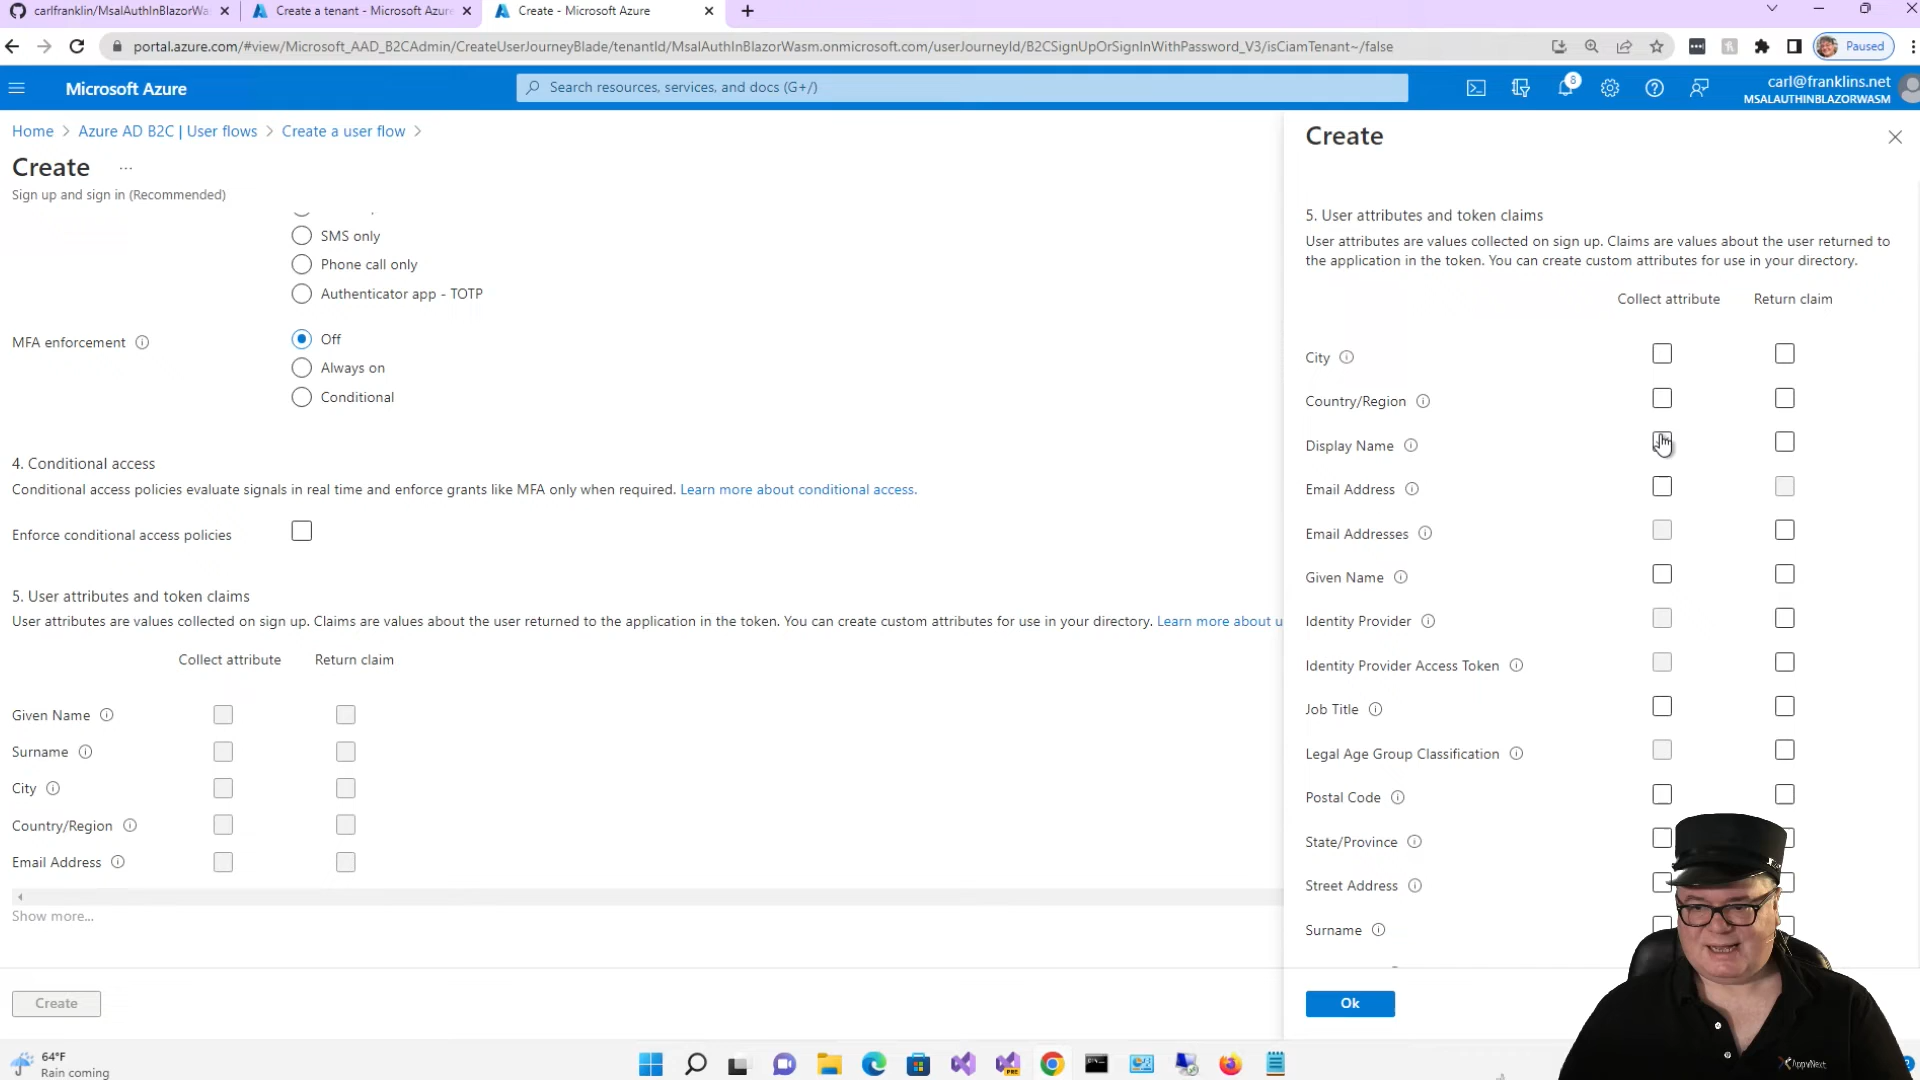 carlfranklin/MsalAuthInBlazorWa
Create a tenant - Microsoft Azure
Create - Microsoft Azure
portal.azure.com/#view/Microsoft_AAD_B2CAdmin/CreateUserJourneyBlade/tenantId/MsalAuthInBlazorWasm.onmicrosoft.com/userJourneyId/B2CSignUpOrSignInWithPassword_V3/isCiamTenant~/false
Paused
Microsoft Azure
Search resources, services, and docs (G+/)
8
carl@franklins.net
MSALAUTHINBLAZORWASM
Home > Azure AD B2C | User flows > Create a user flow >
Create ...
Sign up and sign in (Recommended)
SMS only
Phone call only
Authenticator app - TOTP
MFA enforcement
Off
Always on
Conditional
4. Conditional access
Conditional access policies evaluate signals in real time and enforce grants like MFA only when required. Learn more about conditional access.
Enforce conditional access policies
5. User attributes and token claims
User attributes are values collected on sign up. Claims are values about the user returned to the application in the token. You can create custom attributes for use in your directory. Learn more about u
Collect attribute Return claim
Given Name
Surname
City
Country/Region
Email Address
Show more...
Create
Create
5. User attributes and token claims
User attributes are values collected on sign up. Claims are values about the user returned to
the application in the token. You can create custom attributes for use in your directory.
Collect attribute Return claim
City
Country/Region
Display Name
Email Address
Email Addresses
Given Name
Identity Provider
Identity Provider Access Token
Job Title
Legal Age Group Classification
Postal Code
State/Province
Street Address
Surname
Ok
64°F
Rain coming
PRE
AppvNext